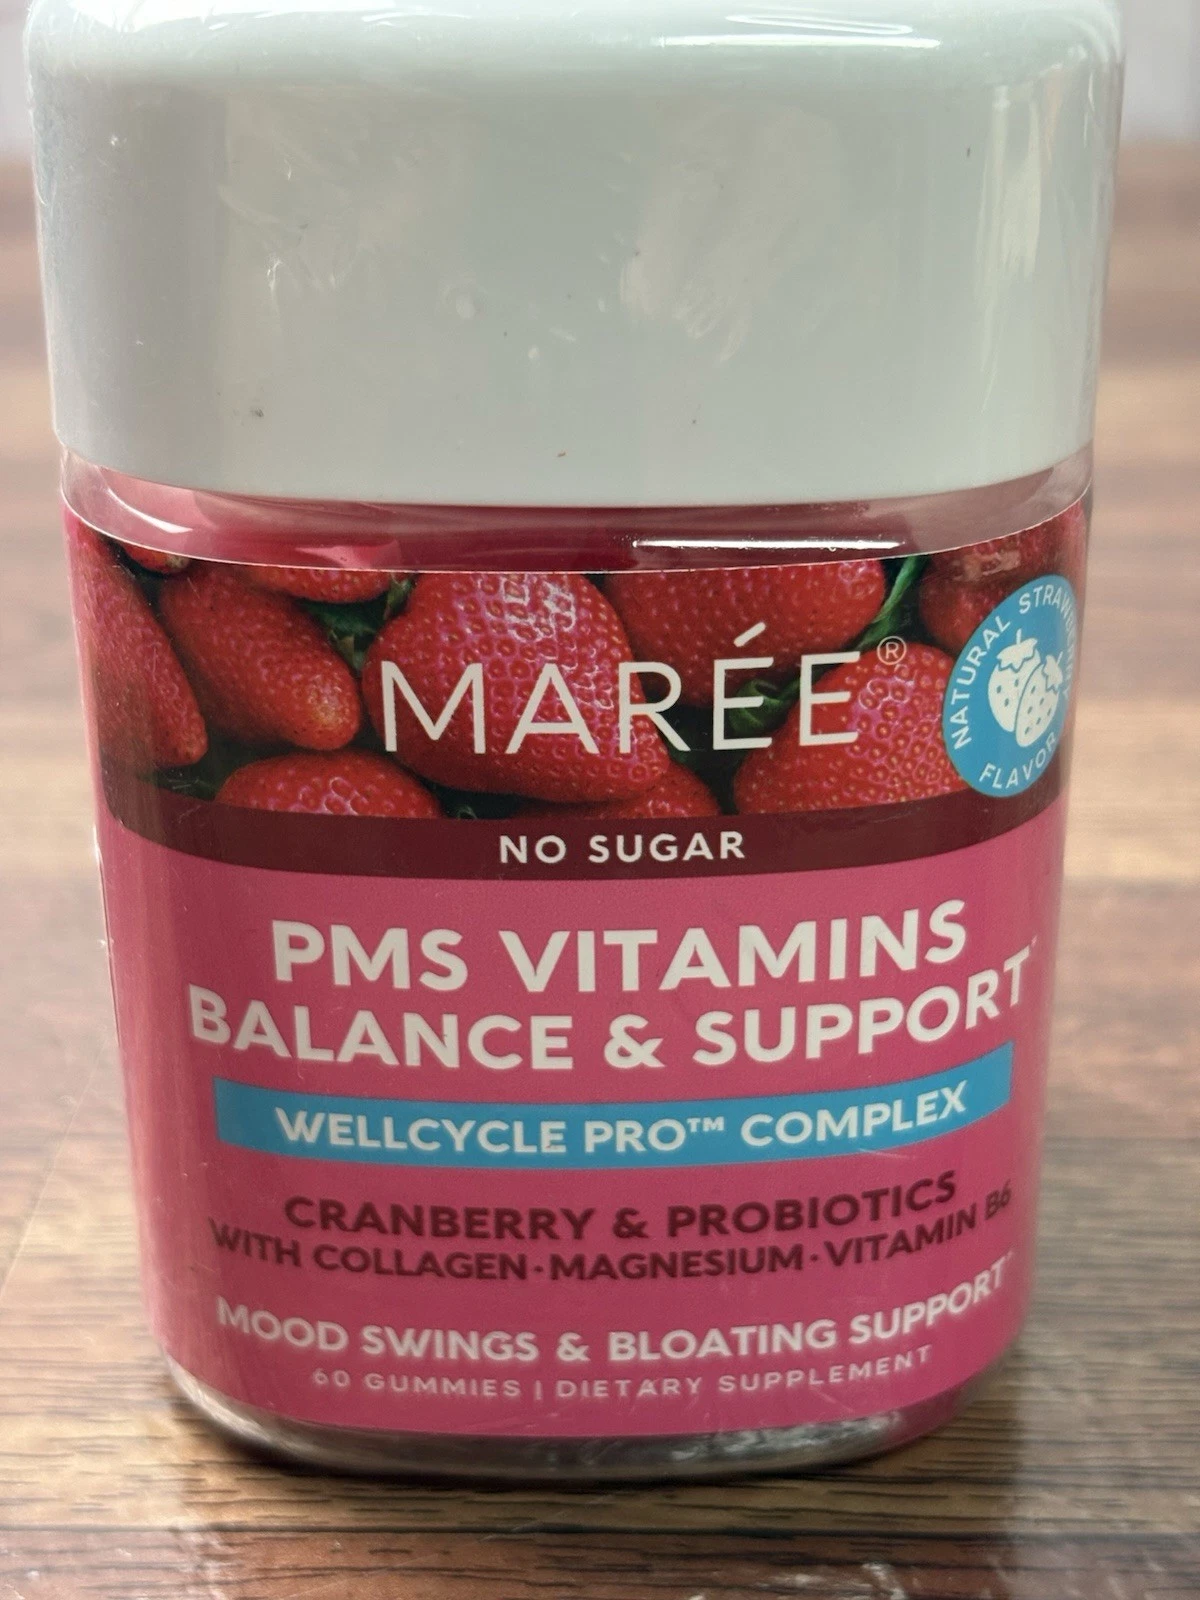 MARÉE®
NATURAL STRAWBERRY
FLAVOR
NO SUGAR
PMS VITAMINS
BALANCE & SUPPORT*
WELLCYCLE PRO™ COMPLEX
CRANBERRY & PROBIOTICS
WITH COLLAGEN·MAGNESIUM·VITAMIN B6
MOOD SWINGS & BLOATING SUPPORT*
60 GUMMIES | DIETARY SUPPLEMENT